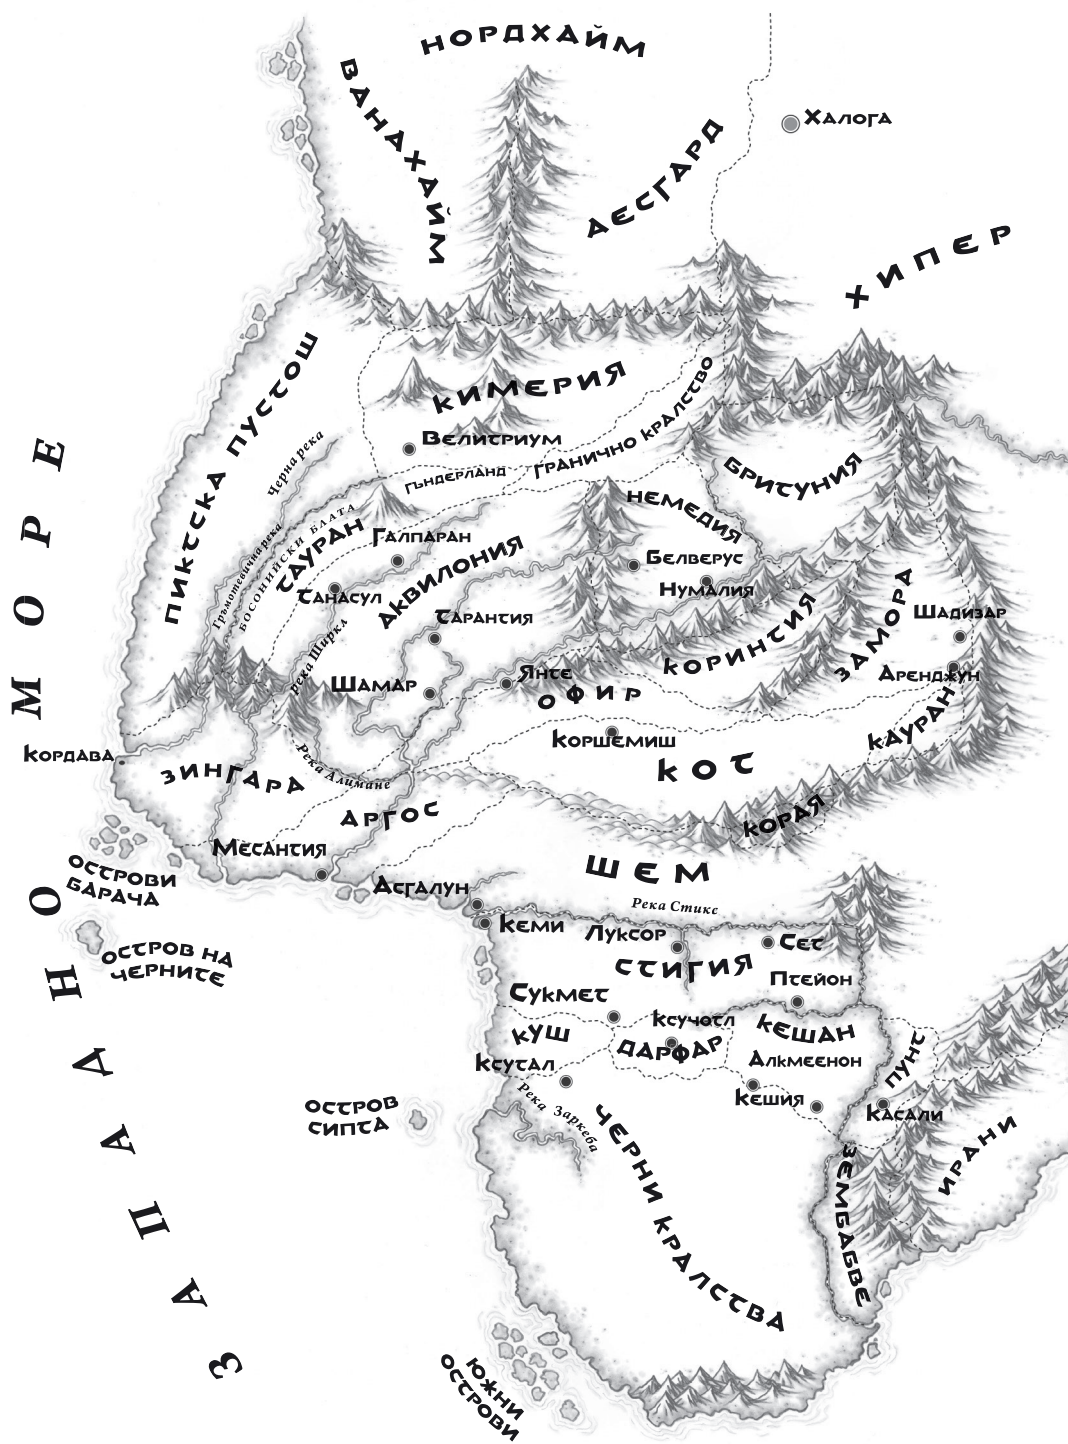 НОРДХАЙМ
ВАНАХАЙМ
АЕСГАРД
Халога
ХИПЕР
ПИКТСКА ПУСТОШ
КИМЕРИЯ
Велитриум
ГЪНДЕРЛАНД
ГРАНИЧНО КРАЛСТВО
Черна река
Гръмотевична река
БОСОНИЙСКИ БЛАТА
ТАУРАН
Галпаран
Танасул
АКВИЛОНИЯ
НЕМЕДИЯ
БРИТУНИЯ
Белверус
Нумалия
Тарантия
Река Ширка
Шамар
Янте
ОФИР
КОРИНТИЯ
ЗАМОРА
Шадизар
Аренджун
КАУРАН
Кордава
ЗИНГАРА
Река Алимане
АРГОС
Коршемиш
КОТ
КОРАЯ
Месантия
ОСТРОВИ
БАРАЧА
ШЕМ
Асгалун
Река Стикс
Кеми
Луксор
Сет
СТИГИЯ
Птейон
ОСТРОВ НА
ЧЕРНИТЕ
Сукмет
КУШ
Ксучотл
ДАРФАР
КЕШАН
Алкмеенон
ПУНТ
Ксутал
Кешия
Касали
Река Заркеба
ОСТРОВ
СИПТА
ЧЕРНИ КРАЛСТВА
ЗЕМБАБВЕ
ИРАНИ
ЮЖНИ
ОСТРОВИ
ЗАПАДНО МОРЕ